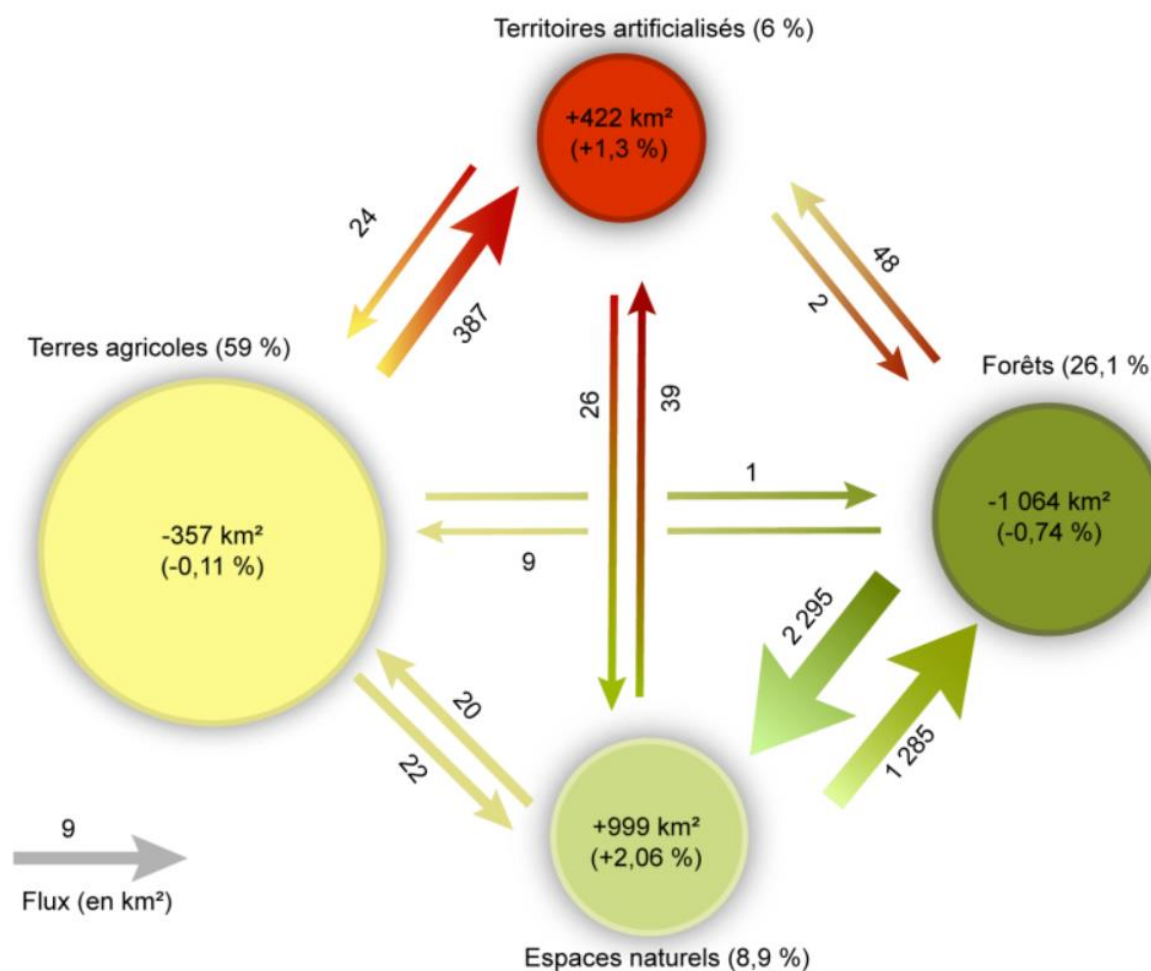 Territoires artificialisés (6 %)
+422 km²
(+1,3 %)
24
387
48
2
Terres agricoles (59 %)
Forêts (26,1 %)
26
39
1
-357 km²
(-0,11 %)
-1 064 km²
(-0,74 %)
9
2 295
1 285
20
22
9
+999 km²
(+2,06 %)
Flux (en km²)
Espaces naturels (8,9 %)